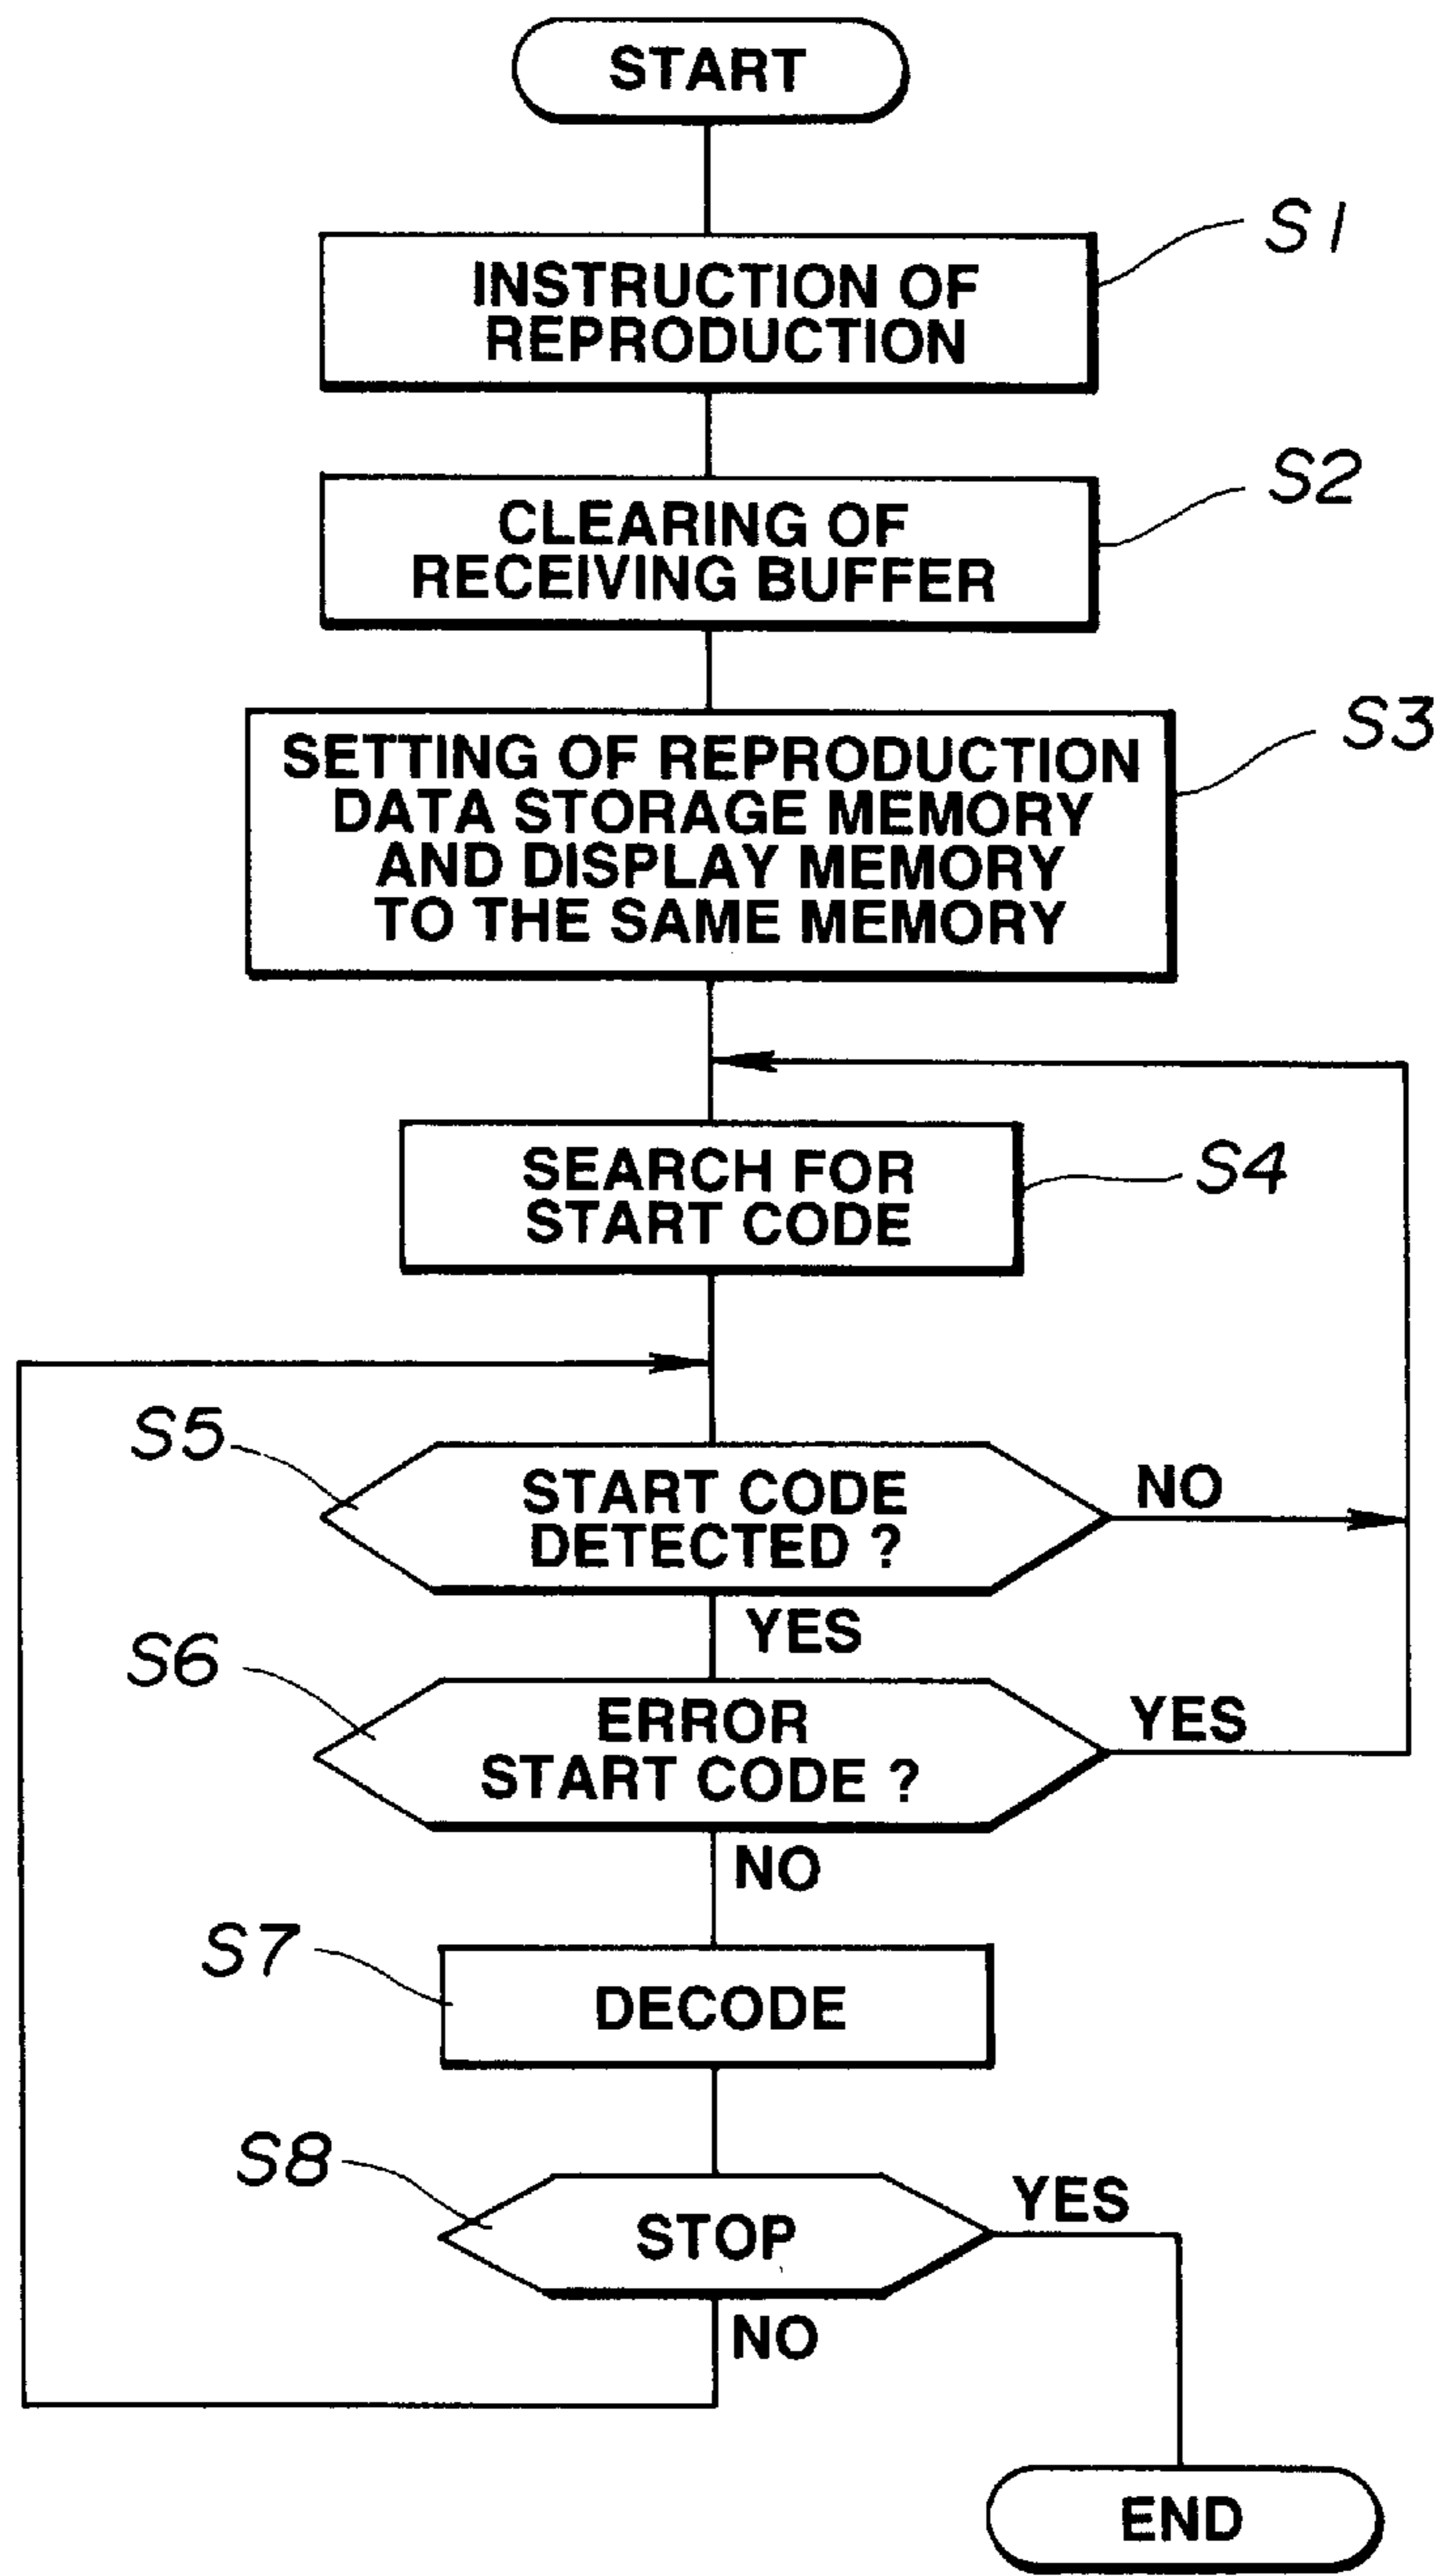 START
S1
INSTRUCTION OF
REPRODUCTION
S2
CLEARING OF
RECEIVING BUFFER
S3
SETTING OF REPRODUCTION
DATA STORAGE MEMORY
AND DISPLAY MEMORY
TO THE SAME MEMORY
S4
SEARCH FOR
START CODE
S5
START CODE
DETECTED ?
NO
YES
S6
ERROR
START CODE ?
YES
NO
S7
DECODE
S8
STOP
YES
NO
END